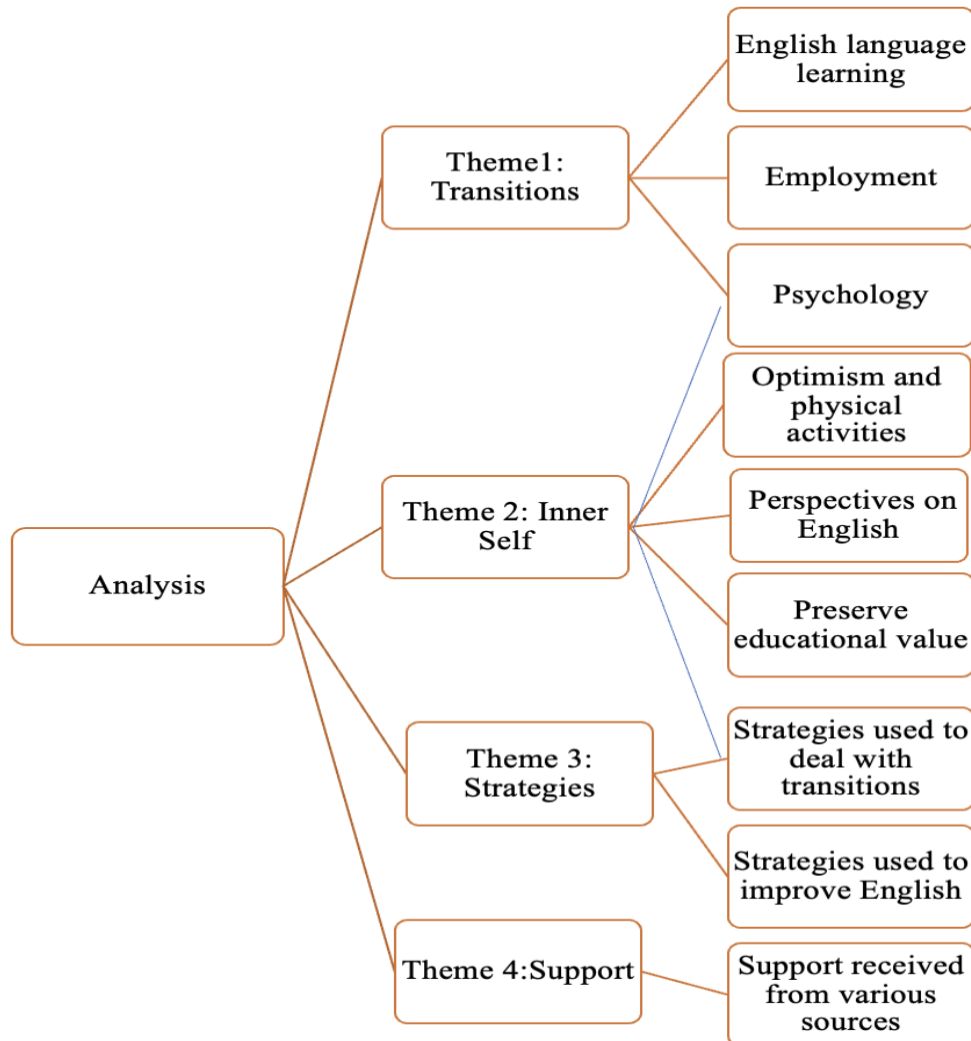 English language
learning
Theme1:
Transitions
Employment
Psychology
Optimism and
physical
activities
Theme 2: Inner
Self
Perspectives on
English
Analysis
Preserve
educational value
Theme 3:
Strategies
Strategies used to
deal with
transitions
Strategies used to
improve English
Theme 4:Support
Support received
from various
sources